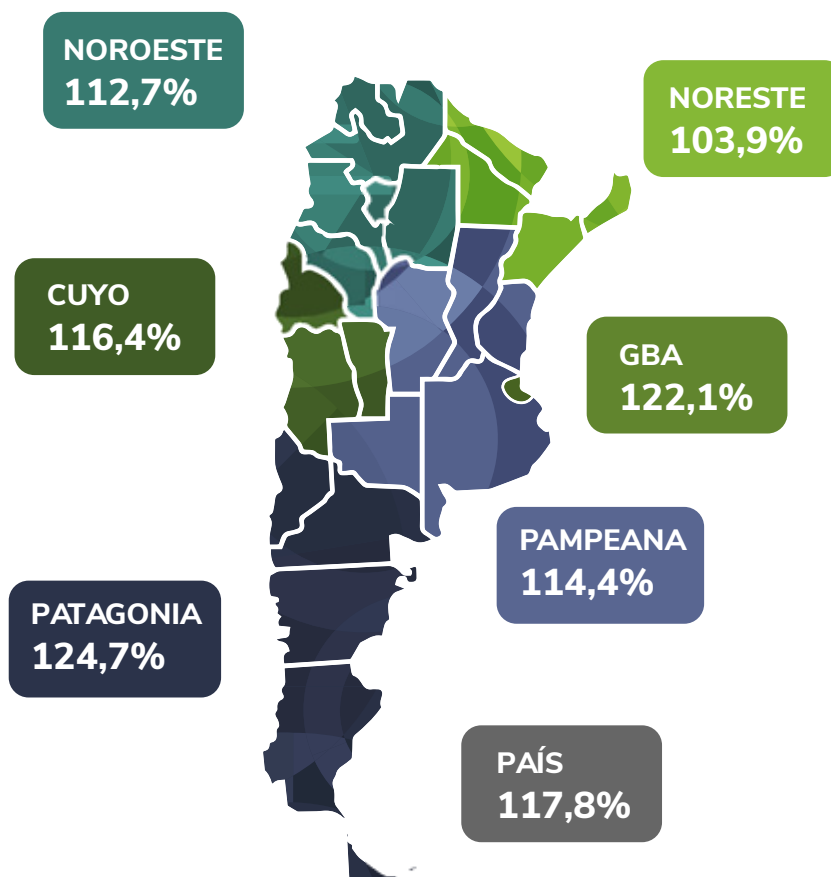 NOROESTE
112,7%
NORESTE
103,9%
CUYO
116,4%
GBA
122,1%
PAMPEANA
114,4%
PATAGONIA
124,7%
PAÍS
117,8%